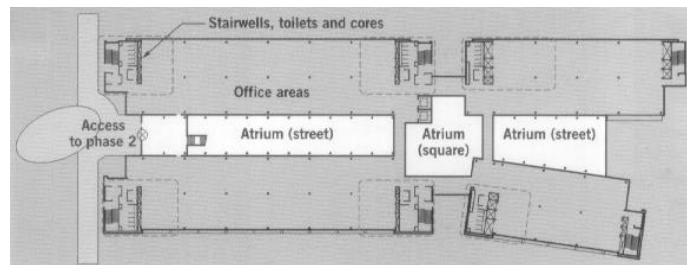 Stairwells, toilets and cores
Office areas
Access
to phase 2
Atrium (street)
Atrium
(square)
Atrium (street)